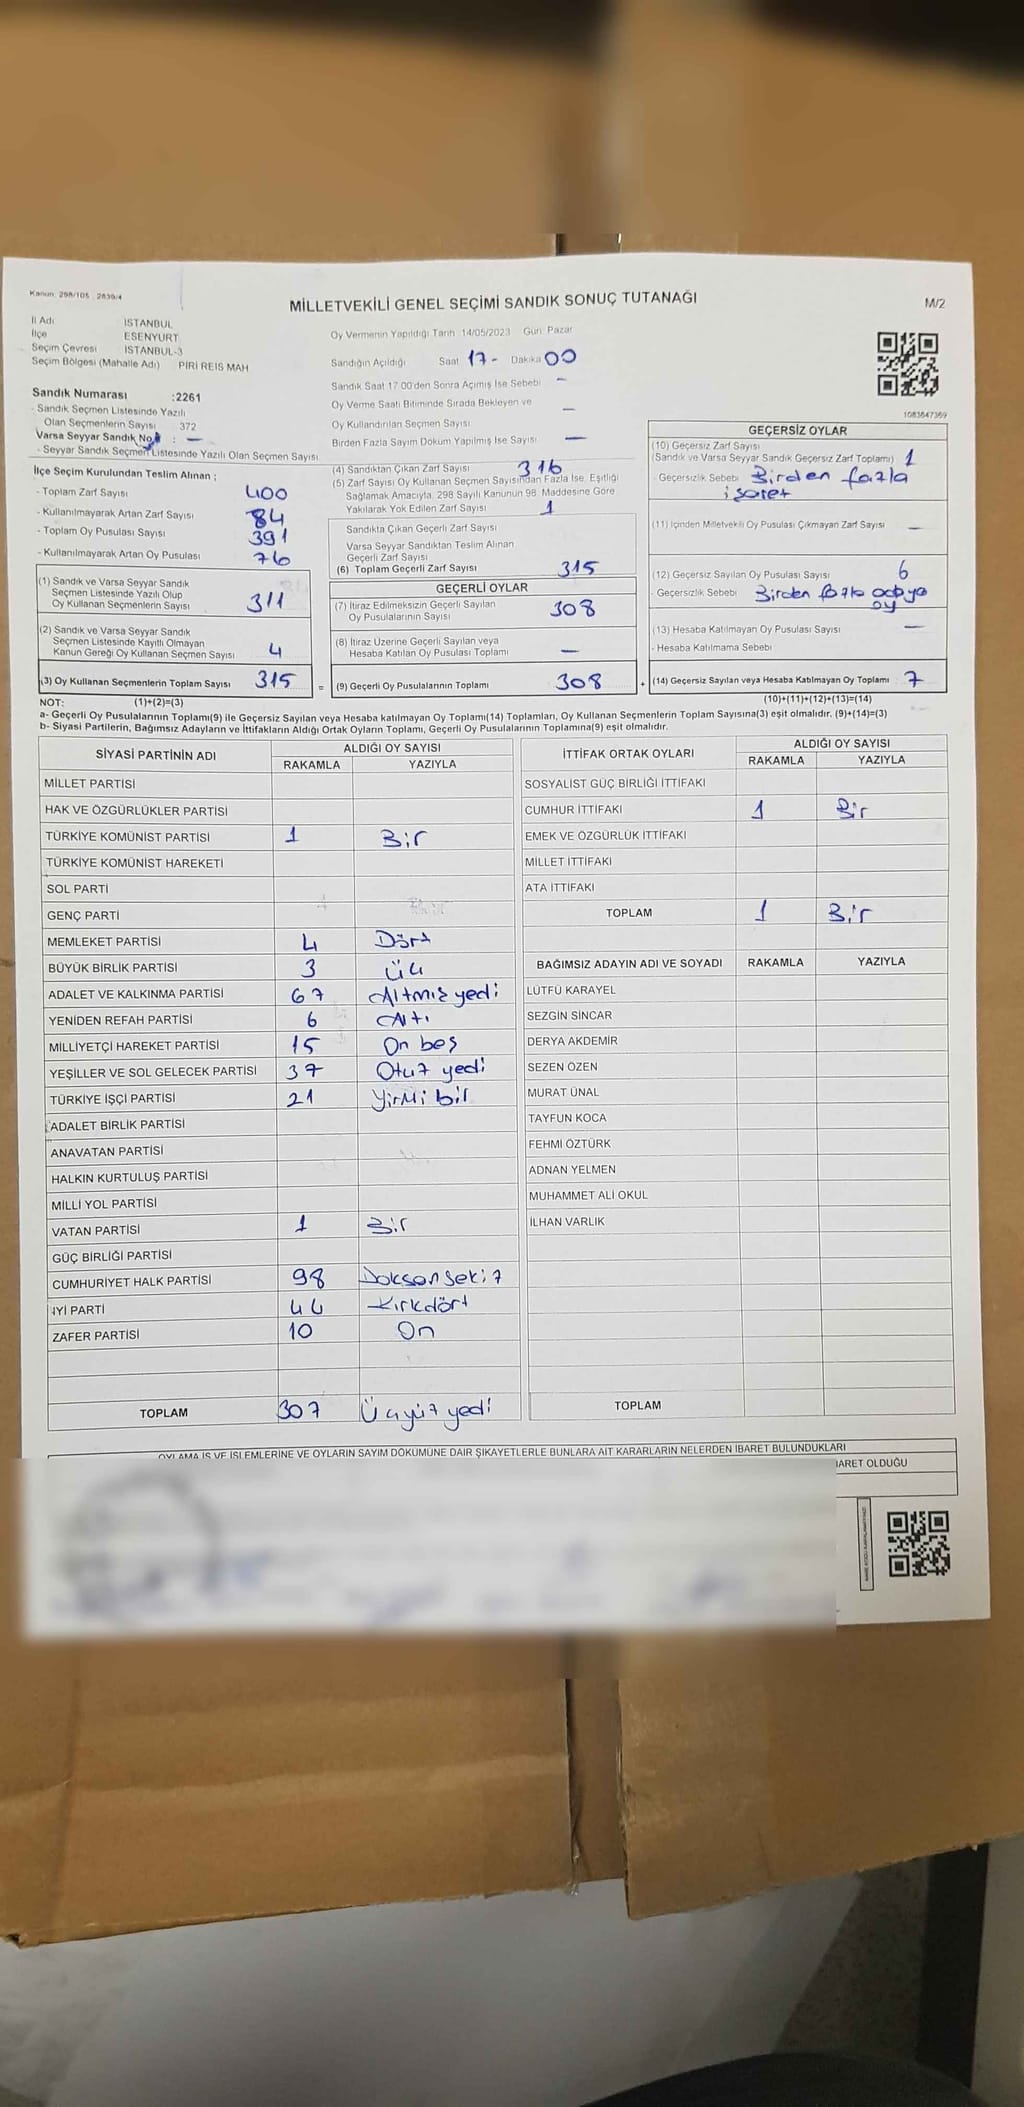 Kanun: 298/105 2839/4
MİLLETVEKİLİ GENEL SEÇİMİ SANDIK SONUÇ TUTANAĞI
M/2
İl Adı İSTANBUL
İlçe ESENYURT
Seçim Çevresi İSTANBUL-3
Seçim Bölgesi (Mahalle Adı) PİRİ REİS MAH
Oy Vermenin Yapıldığı Tarih 14/05/2023 Gün Pazar
Sandığın Açıldığı Saat 17 - Dakika 00
Sandık Saat 17.00'den Sonra Açımış İse Sebebi -
Oy Verme Saati Bitiminde Sırada Bekleyen ve
Oy Kullandırılan Seçmen Sayısı -
Birden Fazla Sayım Döküm Yapılmış İse Sayısı -
1083647369
Sandık Numarası :2261
- Sandık Seçmen Listesinde Yazılı
Olan Seçmenlerin Sayısı 372
Varsa Seyyar Sandık No : -
- Seyyar Sandık Seçmen Listesinde Yazılı Olan Seçmen Sayısı
İlçe Seçim Kurulundan Teslim Alınan ;
- Toplam Zarf Sayısı 400
- Kullanılmayarak Artan Zarf Sayısı 84
- Toplam Oy Pusulası Sayısı 391
- Kullanılmayarak Artan Oy Pusulası 76
(1) Sandık ve Varsa Seyyar Sandık
Seçmen Listesinde Yazılı Olup
Oy Kullanan Seçmenlerin Sayısı 311
(2) Sandık ve Varsa Seyyar Sandık
Seçmen Listesinde Kayıtlı Olmayan
Kanun Gereği Oy Kullanan Seçmen Sayısı 4
(3) Oy Kullanan Seçmenlerin Toplam Sayısı 315
(4) Sandıktan Çıkan Zarf Sayısı 316
(5) Zarf Sayısı Oy Kullanan Seçmen Sayısından Fazla İse, Eşitliği
Sağlamak Amacıyla, 298 Sayılı Kanunun 98. Maddesine Göre
Yakılarak Yok Edilen Zarf Sayısı 1
Sandıkta Çıkan Geçerli Zarf Sayısı
Varsa Seyyar Sandıktan Teslim Alınan
Geçerli Zarf Sayısı
(6) Toplam Geçerli Zarf Sayısı 315
GEÇERLİ OYLAR
(7) İtiraz Edilmeksizin Geçerli Sayılan
Oy Pusulalarının Sayısı 308
(8) İtiraz Üzerine Geçerli Sayılan veya
Hesaba Katılan Oy Pusulası Toplamı -
= (9) Geçerli Oy Pusulalarının Toplamı 308
GEÇERSİZ OYLAR
(10) Geçersiz Zarf Sayısı
(Sandık ve Varsa Seyyar Sandık Geçersiz Zarf Toplamı) 1
- Geçersizlik Sebebi Birden fazla
işaret
(11) İçinden Milletvekili Oy Pusulası Çıkmayan Zarf Sayısı -
(12) Geçersiz Sayılan Oy Pusulası Sayısı 6
- Geçersizlik Sebebi Birden fazla
oy
(13) Hesaba Katılmayan Oy Pusulası Sayısı -
- Hesaba Katılmama Sebebi
+ (14) Geçersiz Sayılan veya Hesaba Katılmayan Oy Toplamı 7
NOT: (1)+(2)=(3)
(10)+(11)+(12)+(13)=(14)
a- Geçerli Oy Pusulalarının Toplamı(9) ile Geçersiz Sayılan veya Hesaba katılmayan Oy Toplamı(14) Toplamları, Oy Kullanan Seçmenlerin Toplam Sayısına(3) eşit olmalıdır. (9)+(14)=(3)
b- Siyasi Partilerin, Bağımsız Adayların ve İttifakların Aldığı Ortak Oyların Toplamı, Geçerli Oy Pusulalarının Toplamına(9) eşit olmalıdır.
SİYASİ PARTİNİN ADI ALDIĞI OY SAYISI
RAKAMLA YAZIYLA
MİLLET PARTİSİ
HAK VE ÖZGÜRLÜKLER PARTİSİ
TÜRKİYE KOMÜNİST PARTİSİ 1 Bir
TÜRKİYE KOMÜNİST HAREKETİ
SOL PARTİ
GENÇ PARTİ
MEMLEKET PARTİSİ 4 Dört
BÜYÜK BİRLİK PARTİSİ 3 Üç
ADALET VE KALKINMA PARTİSİ 67 Altmış yedi
YENİDEN REFAH PARTİSİ 6 Altı
MİLLİYETÇİ HAREKET PARTİSİ 15 On beş
YEŞİLLER VE SOL GELECEK PARTİSİ 37 Otuz yedi
TÜRKİYE İŞÇİ PARTİSİ 21 Yirmi bir
ADALET BİRLİK PARTİSİ
ANAVATAN PARTİSİ
HALKIN KURTULUŞ PARTİSİ
MİLLİ YOL PARTİSİ
VATAN PARTİSİ 1 Bir
GÜÇ BİRLİĞİ PARTİSİ
CUMHURİYET HALK PARTİSİ 98 Doksan sekiz
İYİ PARTİ 44 Kırkdört
ZAFER PARTİSİ 10 On
TOPLAM 307 Üçyüz yedi
İTTİFAK ORTAK OYLARI ALDIĞI OY SAYISI
RAKAMLA YAZIYLA
SOSYALİST GÜÇ BİRLİĞİ İTTİFAKI
CUMHUR İTTİFAKI 1 Bir
EMEK VE ÖZGÜRLÜK İTTİFAKI
MİLLET İTTİFAKI
ATA İTTİFAKI
TOPLAM 1 Bir
BAĞIMSIZ ADAYIN ADI VE SOYADI RAKAMLA YAZIYLA
LÜTFÜ KARAYEL
SEZGİN SİNCAR
DERYA AKDEMİR
SEZEN ÖZEN
MURAT ÜNAL
TAYFUN KOCA
FEHMİ ÖZTÜRK
ADNAN YELMEN
MUHAMMET ALİ OKUL
İLHAN VARLIK
TOPLAM
OYLAMA İŞ VE İŞLEMLERİNE VE OYLARIN SAYIM DÖKÜMÜNE DAİR ŞİKAYETLERLE BUNLARA AİT KARARLARIN NELERDEN İBARET BULUNDUKLARI
OLDUĞU